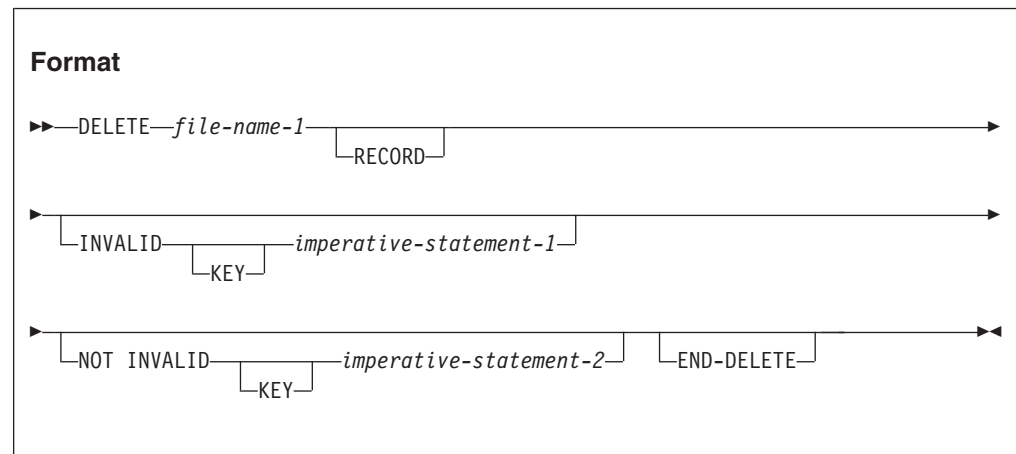 Format
DELETE file-name-1
RECORD
INVALID imperative-statement-1
KEY
NOT INVALID imperative-statement-2 END-DELETE
KEY